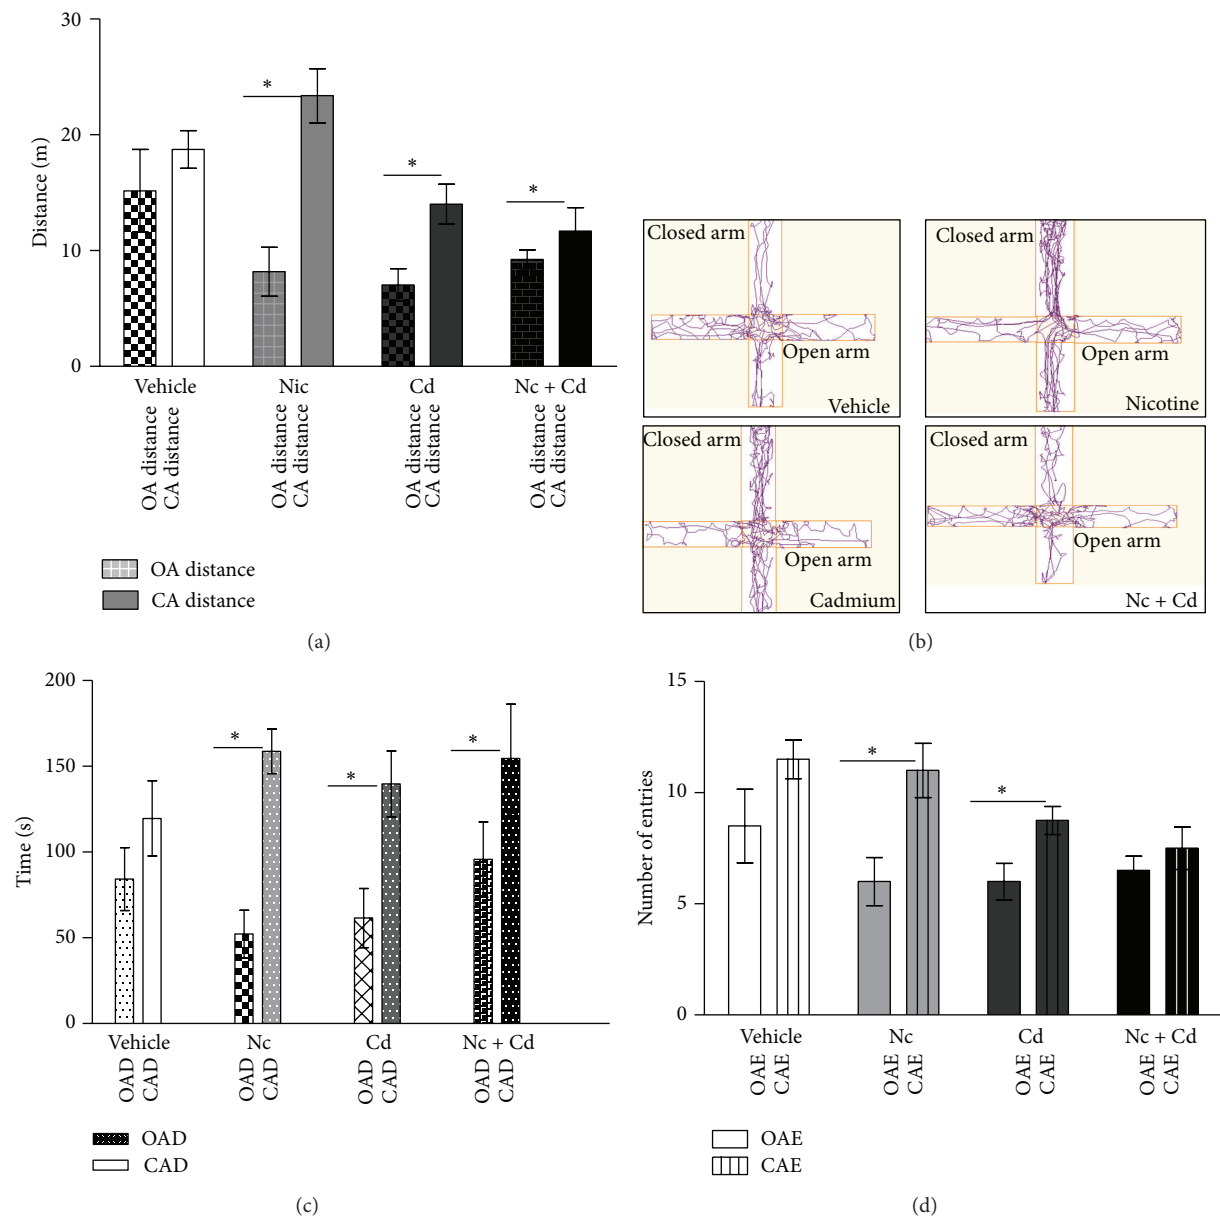 30
20
10
0
Distance (m)
*
*
*
Vehicle
Nic
Cd
Nc + Cd
OA distance
CA distance
OA distance
CA distance
OA distance
CA distance
OA distance
CA distance
OA distance
CA distance
(a)
Closed arm
Open arm
Vehicle
Closed arm
Open arm
Nicotine
Closed arm
Open arm
Cadmium
Closed arm
Open arm
Nc + Cd
(b)
200
150
100
50
0
Time (s)
*
*
*
Vehicle
Nc
Cd
Nc + Cd
OAD
CAD
OAD
CAD
OAD
CAD
OAD
CAD
OAD
CAD
(c)
15
10
5
0
Number of entries
*
*
Vehicle
Nc
Cd
Nc + Cd
OAE
CAE
OAE
CAE
OAE
CAE
OAE
CAE
OAE
CAE
(d)